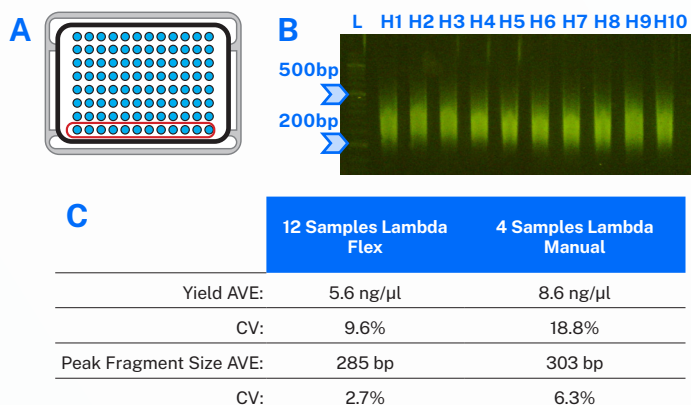 A
B
L H1 H2 H3 H4 H5 H6 H7 H8 H9 H10
500bp
200bp
C
12 Samples Lambda Flex
4 Samples Lambda Manual
Yield AVE: 5.6 ng/µl 8.6 ng/µl
CV: 9.6% 18.8%
Peak Fragment Size AVE: 285 bp 303 bp
CV: 2.7% 6.3%